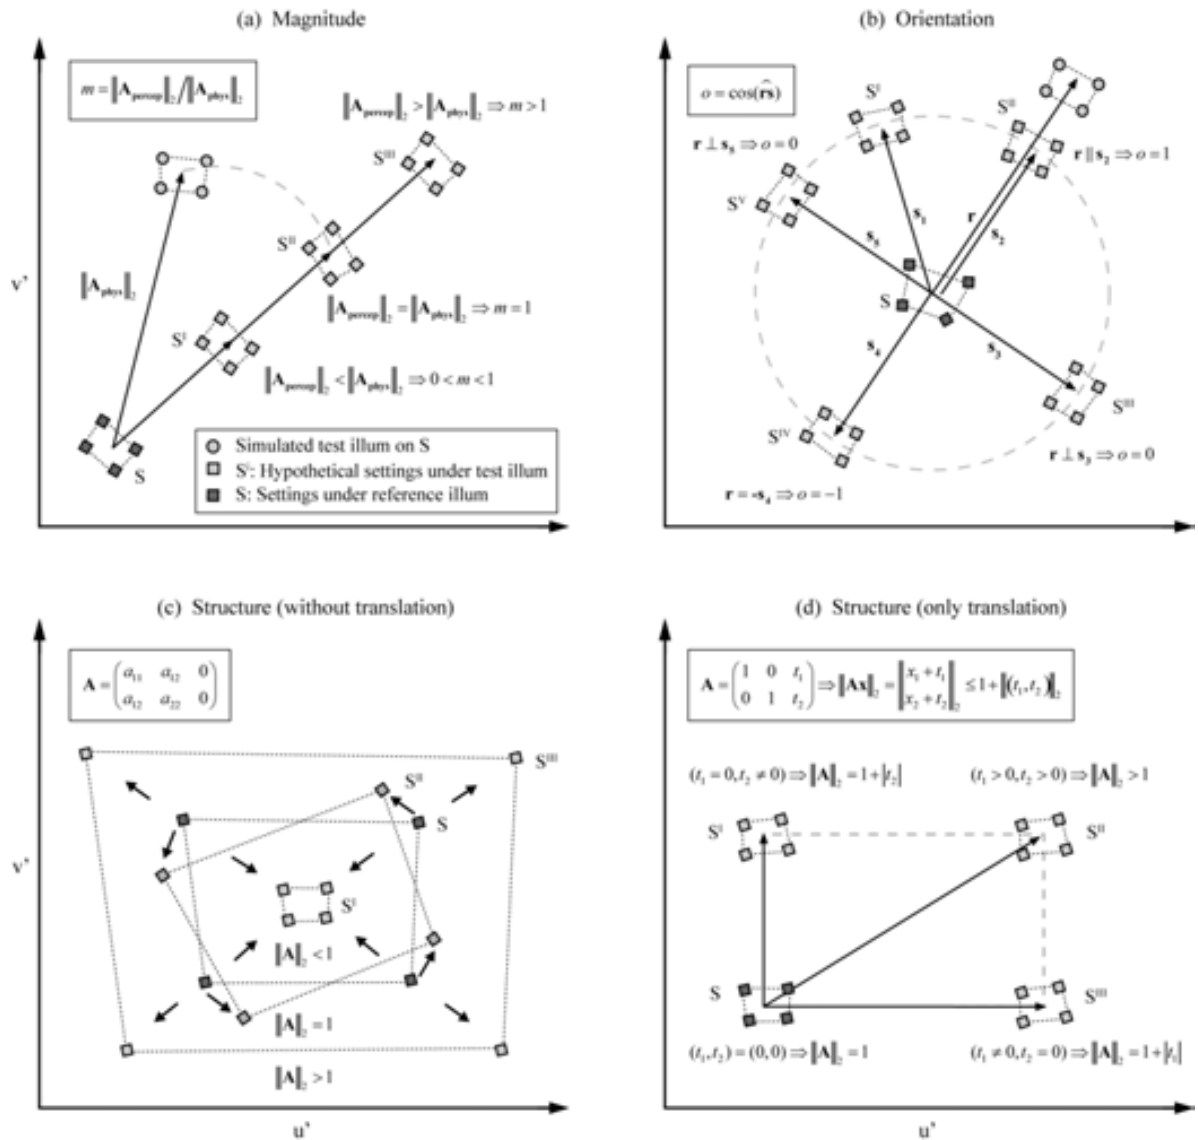 (a) Magnitude
m = ‖A_percep‖₂/‖A_phys‖₂
‖A_percep‖₂ > ‖A_phys‖₂ ⇒ m > 1
S^III
S^II
‖A_phys‖₂
v'
‖A_percep‖₂ = ‖A_phys‖₂ ⇒ m = 1
S^I
‖A_percep‖₂ < ‖A_phys‖₂ ⇒ 0 < m < 1
S
Simulated test illum on S
S^i: Hypothetical settings under test illum
S: Settings under reference illum
(b) Orientation
o = cos(r͡s)
S^I
S^II
r ⊥ s₅ ⇒ o = 0
r ‖ s₂ ⇒ o = 1
S^V
s₁
r
s₂
s₅
S
s₄
s₃
S^III
S^IV
r ⊥ s₃ ⇒ o = 0
r = -s₄ ⇒ o = −1
(c) Structure (without translation)
A = ( a₁₁ a₁₂ 0
a₁₂ a₂₂ 0 )
S^III
S^II
S
v'
S^I
‖A‖₂ < 1
‖A‖₂ = 1
‖A‖₂ > 1
u'
(d) Structure (only translation)
A = ( 1 0 t₁
0 1 t₂ ) ⇒ ‖Ax‖₂ = ‖ x₁ + t₁
x₂ + t₂ ‖₂ ≤ 1 + ‖(t₁, t₂)‖₂
(t₁ = 0, t₂ ≠ 0) ⇒ ‖A‖₂ = 1 + |t₂|
(t₁ > 0, t₂ > 0) ⇒ ‖A‖₂ > 1
S^I
S^II
S
S^III
(t₁, t₂) = (0, 0) ⇒ ‖A‖₂ = 1
(t₁ ≠ 0, t₂ = 0) ⇒ ‖A‖₂ = 1 + |t₁|
u'